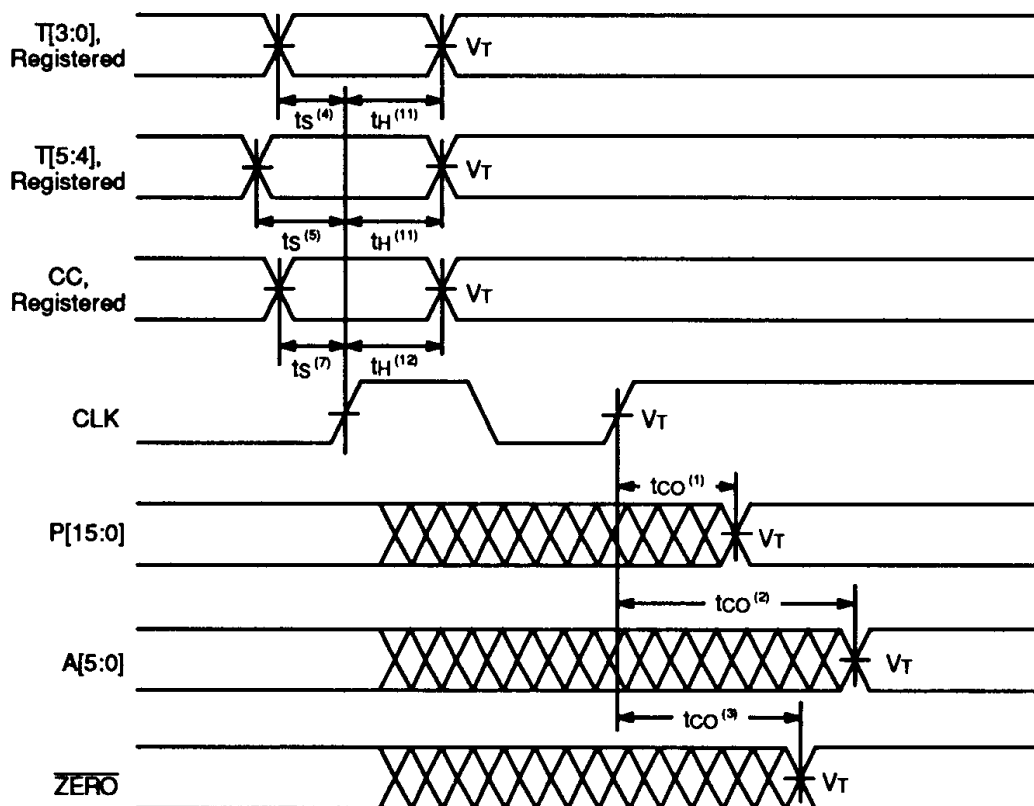 T[3:0],
Registered
VT
tS(4)
tH(11)
T[5:4],
Registered
VT
tS(5)
tH(11)
CC,
Registered
VT
tS(7)
tH(12)
CLK
VT
tCO(1)
P[15:0]
VT
tCO(2)
A[5:0]
VT
tCO(3)
ZERO
VT